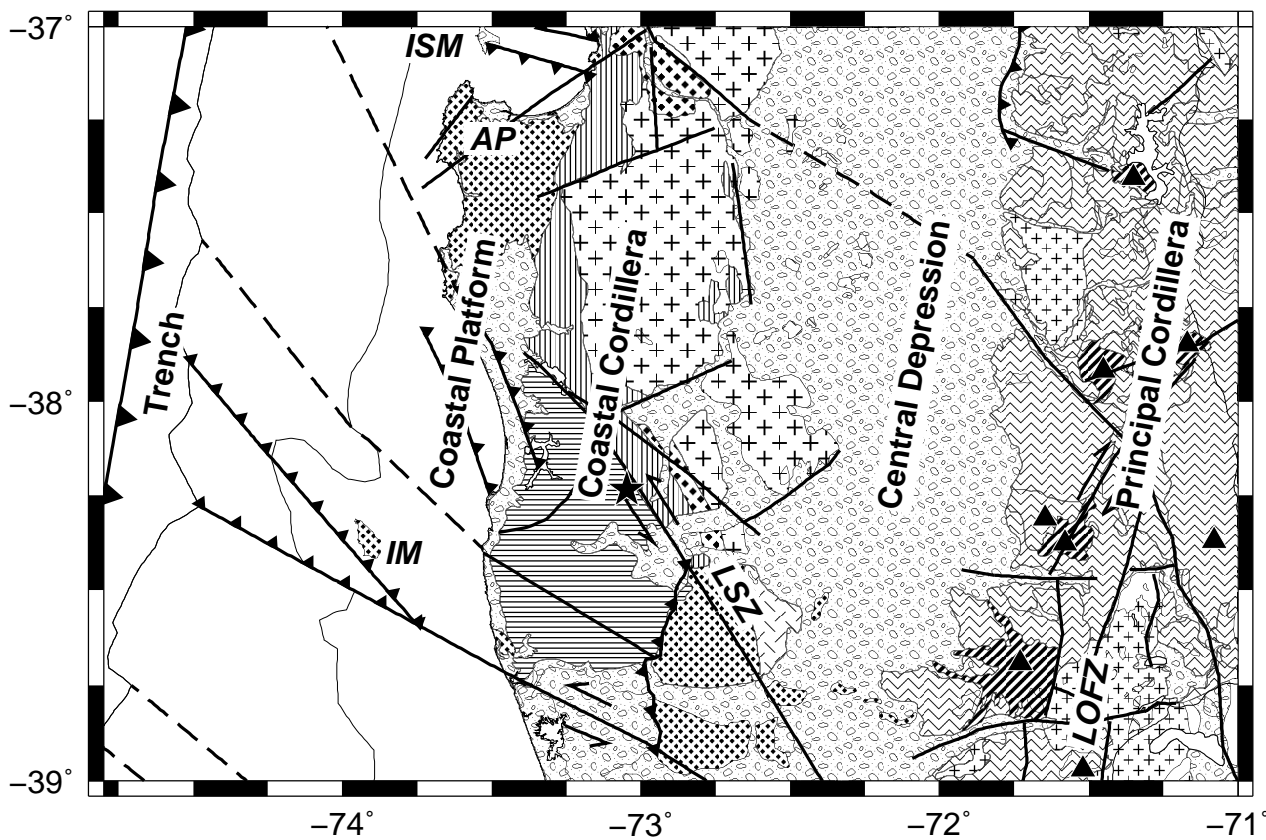 −37°
ISM
AP
Trench
Coastal Platform
Coastal Cordillera
Central Depression
Principal Cordillera
−38°
IM
LSZ
LOFZ
−39°
−74°
−73°
−72°
−71°